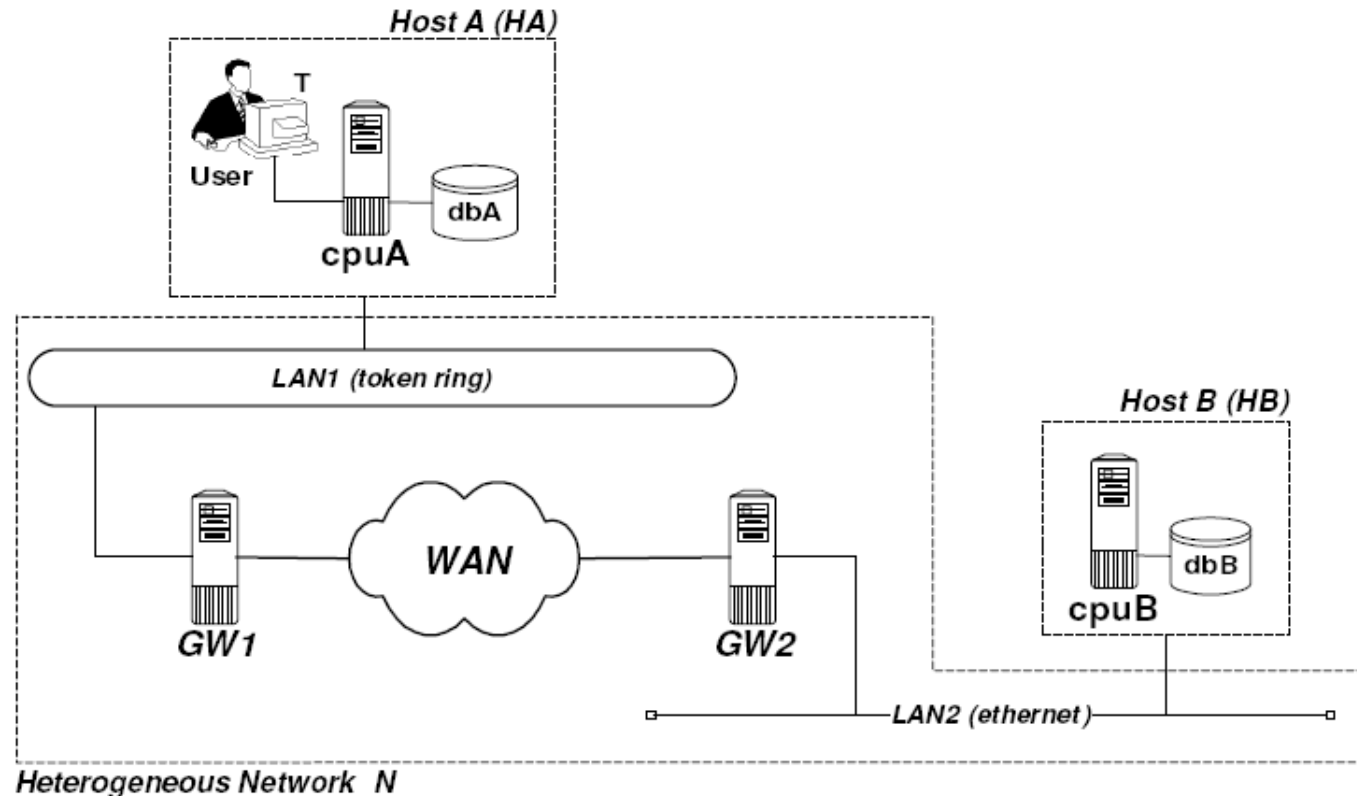 Host A (HA)
T
User
dbA
cpuA
LAN1 (token ring)
Host B (HB)
WAN
dbB
cpuB
GW1
GW2
LAN2 (ethernet)
Heterogeneous Network N